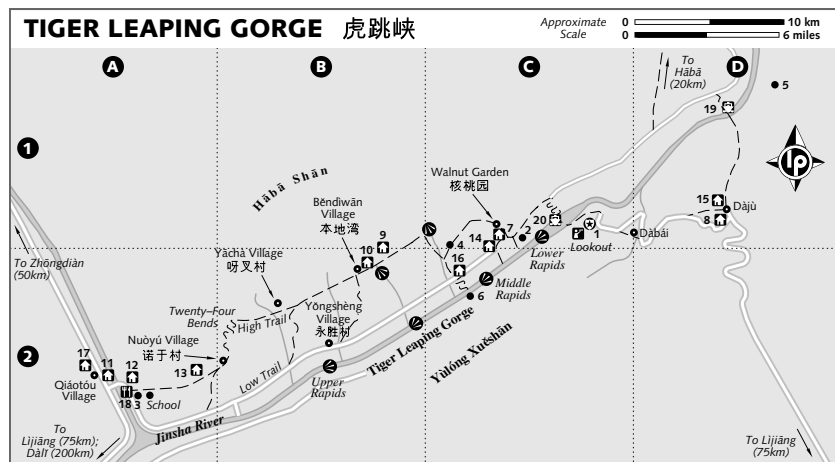 TIGER LEAPING GORGE 虎跳峡
Approximate
Scale
0 10 km
0 6 miles
A
B
C
D
1
2
To
Hābā
(20km)
5
19
lp
Hābā Shān
Walnut Garden
核桃园
Běndìwān
Village
本地湾
9
10
7
20
2
14
4
16
1
Lookout
15
8
Dàjù
Dàbái
Lower
Rapids
To Zhōngdiàn
(50km)
Yāchà Village
呀叉村
Twenty–Four
Bends
High Trail
Yǒngshèng
Village
永胜村
6
Middle
Rapids
Nuòyú Village
诺于村
17
11
12
13
Qiáotóu
Village
18
3
School
Low Trail
Upper
Rapids
Tiger Leaping Gorge
Yùlóng Xuěshān
Jinsha River
To
Lìjiāng (75km);
Dàlǐ (200km)
To Lìjiāng
(75km)